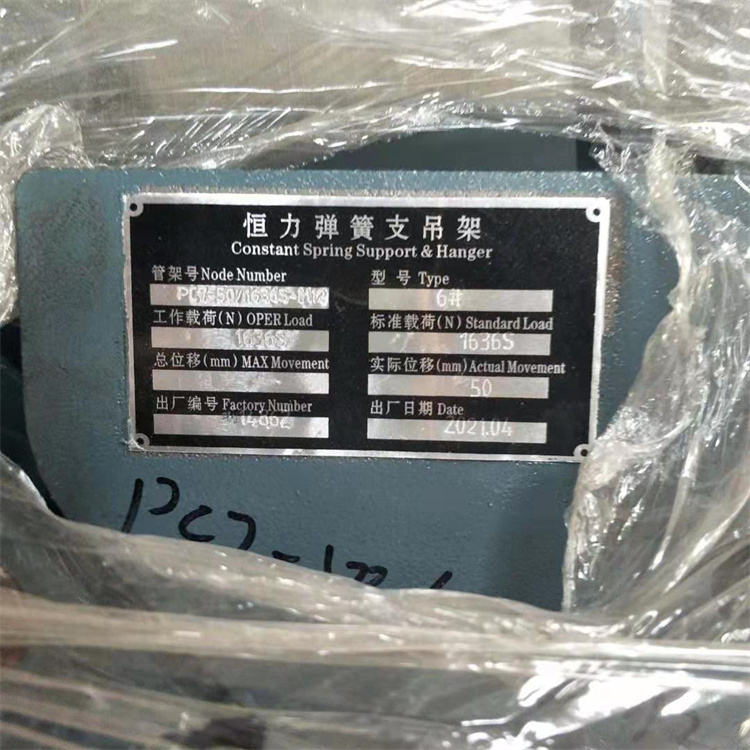 恒力弹簧支吊架
Constant Spring Support & Hanger
管架号 Node Number 型 号 Type
6#
工作载荷(N) OPER Load 标准载荷(N) Standard Load
1636S 1636S
总位移(mm) MAX Movement 实际位移(mm) Actual Movement
50
出厂编号 Factory Number 出厂日期 Date
14862 2021.04